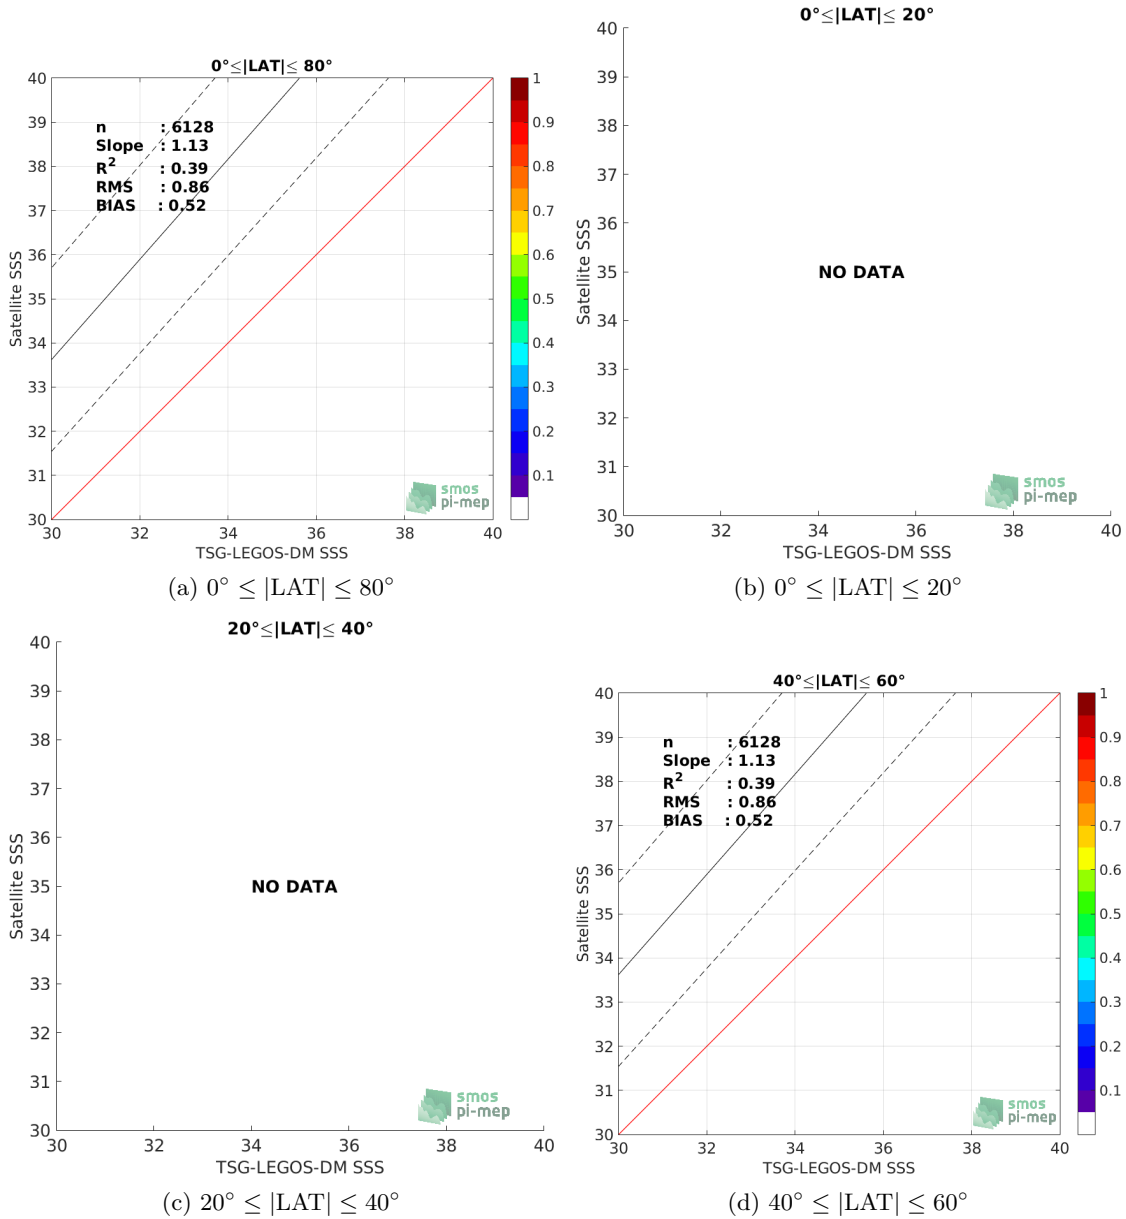 0°≤|LAT|≤ 80°
40
39
38
37
36
35
34
33
32
31
30
Satellite SSS
n : 6128
Slope : 1.13
R² : 0.39
RMS : 0.86
BIAS : 0.52
30 32 34 36 38 40
TSG-LEGOS-DM SSS
1
0.9
0.8
0.7
0.6
0.5
0.4
0.3
0.2
0.1
smos
pi-mep
(a) 0° ≤ |LAT| ≤ 80°
0°≤|LAT|≤ 20°
40
39
38
37
36
35
34
33
32
31
30
Satellite SSS
NO DATA
30 32 34 36 38 40
TSG-LEGOS-DM SSS
smos
pi-mep
(b) 0° ≤ |LAT| ≤ 20°
20°≤|LAT|≤ 40°
40
39
38
37
36
35
34
33
32
31
30
Satellite SSS
NO DATA
30 32 34 36 38 40
TSG-LEGOS-DM SSS
smos
pi-mep
(c) 20° ≤ |LAT| ≤ 40°
40°≤|LAT|≤ 60°
40
39
38
37
36
35
34
33
32
31
30
Satellite SSS
n : 6128
Slope : 1.13
R² : 0.39
RMS : 0.86
BIAS : 0.52
30 32 34 36 38 40
TSG-LEGOS-DM SSS
1
0.9
0.8
0.7
0.6
0.5
0.4
0.3
0.2
0.1
smos
pi-mep
(d) 40° ≤ |LAT| ≤ 60°